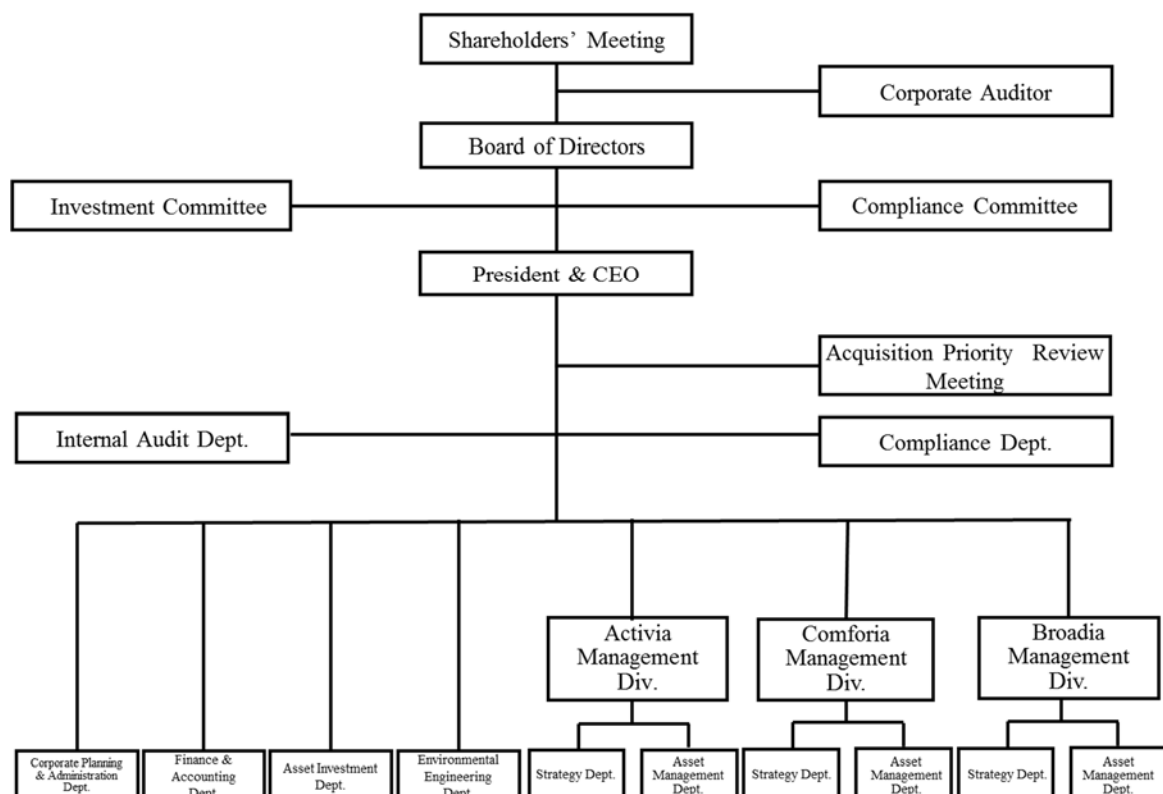 Shareholders' Meeting
Corporate Auditor
Board of Directors
Investment Committee
Compliance Committee
President & CEO
Acquisition Priority Review
Meeting
Internal Audit Dept.
Compliance Dept.
Activia
Management
Div.
Comforia
Management
Div.
Broadia
Management
Div.
Corporate Planning
& Administration
Dept.
Finance &
Accounting
Dept
Asset Investment
Dept.
Environmental
Engineering
Dept
Strategy Dept.
Asset
Management
Dept.
Strategy Dept.
Asset
Management
Dept.
Strategy Dept.
Asset
Management
Dept.